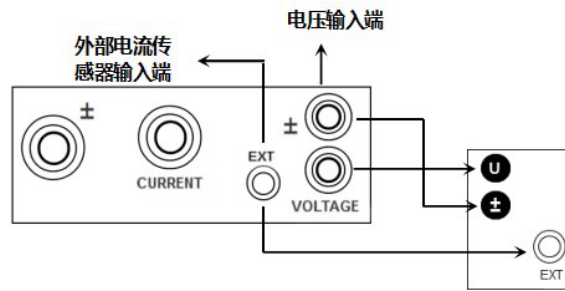 电压输入端
外部电流传
感器输入端
±
±
EXT
CURRENT
VOLTAGE
U
±
EXT